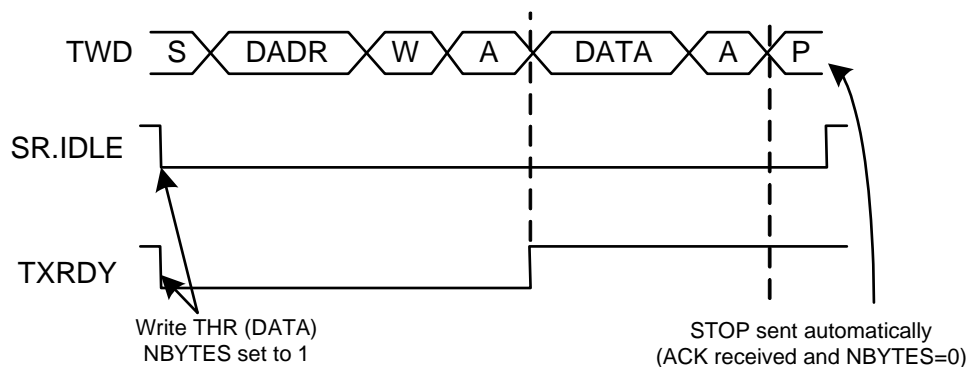 TWD S DADR W A DATA A P
SR.IDLE
TXRDY
Write THR (DATA)
NBYTES set to 1
STOP sent automatically
(ACK received and NBYTES=0)